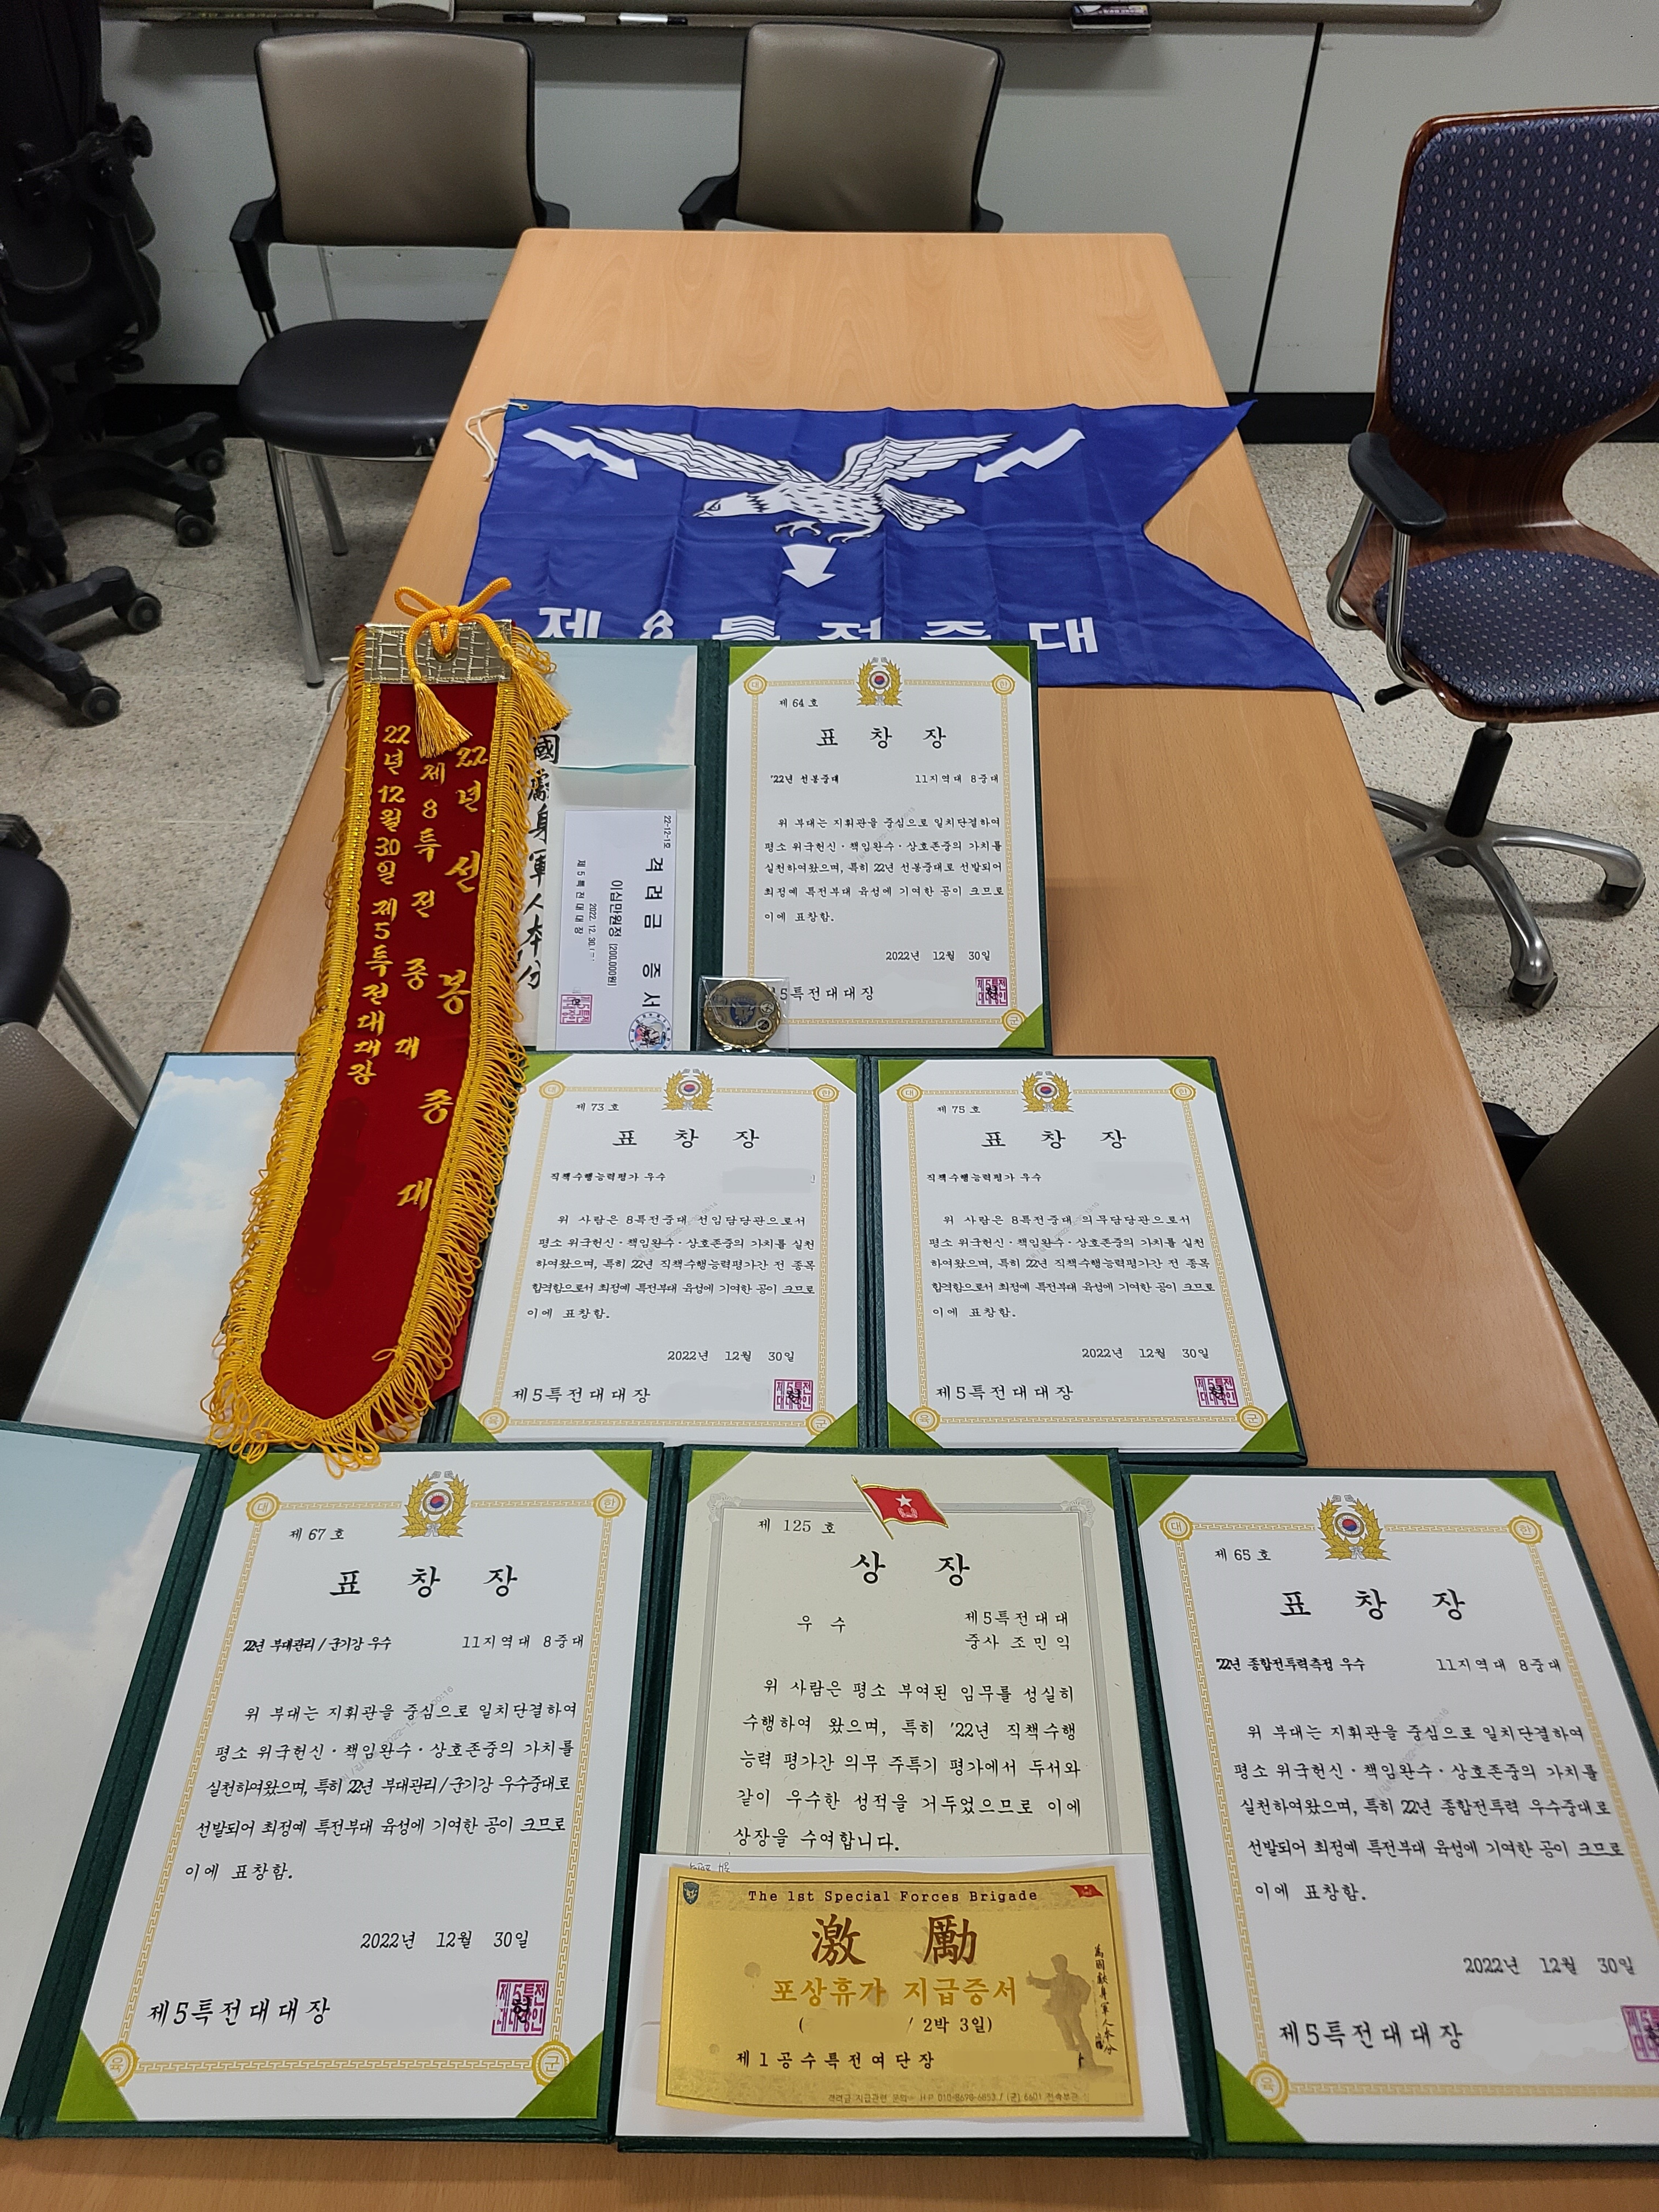 제8특전중대
22년 선봉중대
제8특전중대
22년 12월 30일 제5특전대대장
國獻身軍人本分
22-12-1호
격려금 증서
이십만원정 (200,000원)
2022. 12. 30.
제5특전대대장
제 64 호
표 창 장
'22년 선봉중대 11지역대 8중대
위 부대는 지휘관을 중심으로 일치단결하여
평소 위국헌신·책임완수·상호존중의 가치를
실천하여왔으며, 특히 22년 선봉중대로 선발되어
최정예 특전부대 육성에 기여한 공이 크므로
이에 표창함.
2022년 12월 30일
5특전대대장
제 73 호
표 창 장
직책수행능력평가 우수
위 사람은 8특전중대 선임담당관으로서
평소 위국헌신·책임완수·상호존중의 가치를 실천
하여왔으며, 특히 22년 직책수행능력평가간 전 종목
합격함으로서 최정예 특전부대 육성에 기여한 공이 크므로
이에 표창함.
2022년 12월 30일
제5특전대대장
제 75 호
표 창 장
직책수행능력평가 우수
위 사람은 8특전중대 의무담당관으로서
평소 위국헌신·책임완수·상호존중의 가치를 실천
하여왔으며, 특히 22년 직책수행능력평가간 전 종목
합격함으로서 최정예 특전부대 육성에 기여한 공이 크므로
이에 표창함.
2022년 12월 30일
제5특전대대장
제 67 호
표 창 장
22년 부대관리/군기강 우수 11지역대 8중대
위 부대는 지휘관을 중심으로 일치단결하여
평소 위국헌신·책임완수·상호존중의 가치를
실천하여왔으며, 특히 22년 부대관리/군기강 우수중대로
선발되어 최정예 특전부대 육성에 기여한 공이 크므로
이에 표창함.
2022년 12월 30일
제5특전대대장
제 125 호
상 장
우 수 제5특전대대
중사 조민익
위 사람은 평소 부여된 임무를 성실히
수행하여 왔으며, 특히 '22년 직책수행
능력 평가간 의무 주특기 평가에서 두서와
같이 우수한 성적을 거두었으므로 이에
상장을 수여합니다.
The 1st Special Forces Brigade
激 勵
포상휴가 지급증서
( / 2박 3일)
제1공수특전여단장
爲國獻身軍人本分
격려금 지급관련 문의 H.P 010-8698-6853 / (군) 6601 전속부관
제 65 호
표 창 장
'22년 종합전투력측정 우수 11지역대 8중대
위 부대는 지휘관을 중심으로 일치단결하여
평소 위국헌신·책임완수·상호존중의 가치를
실천하여왔으며, 특히 22년 종합전투력 우수중대로
선발되어 최정예 특전부대 육성에 기여한 공이 크므로
이에 표창함.
2022년 12월 30일
제5특전대대장